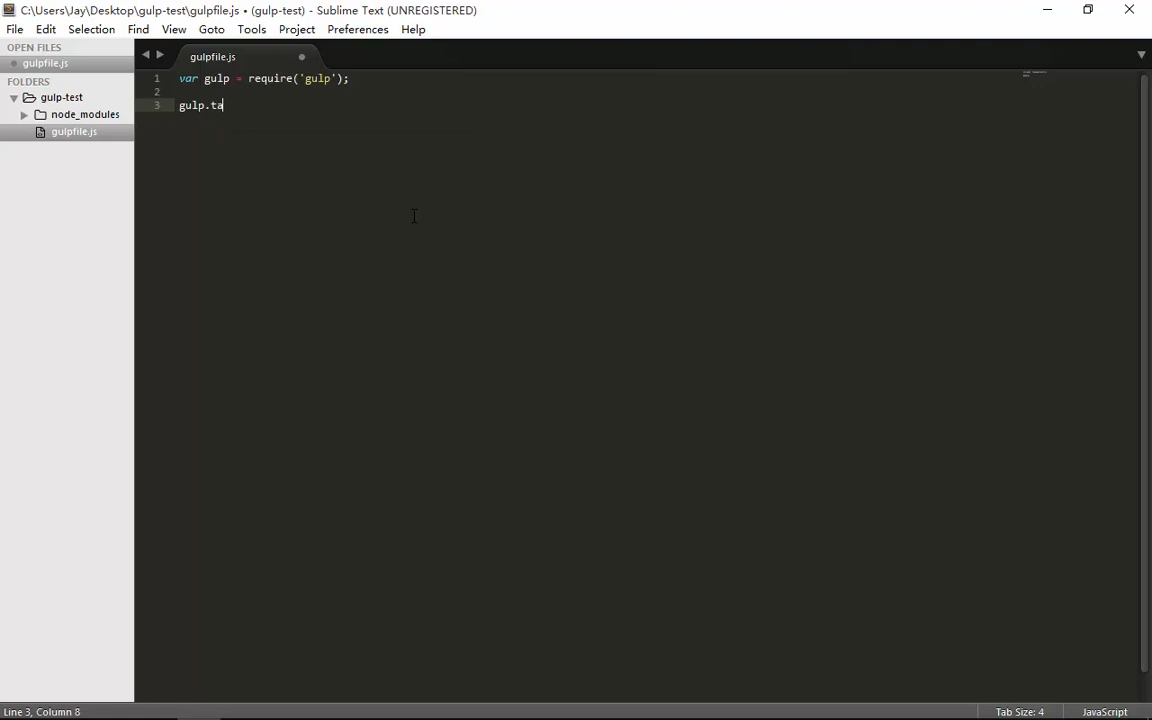 C:\Users\Jay\Desktop\gulp-test\gulpfile.js • (gulp-test) - Sublime Text (UNREGISTERED)
File Edit Selection Find View Goto Tools Project Preferences Help
OPEN FILES
gulpfile.js
FOLDERS
gulp-test
node_modules
gulpfile.js
gulpfile.js
1 var gulp = require('gulp');
2
3 gulp.ta
Line 3, Column 8
Tab Size: 4
JavaScript